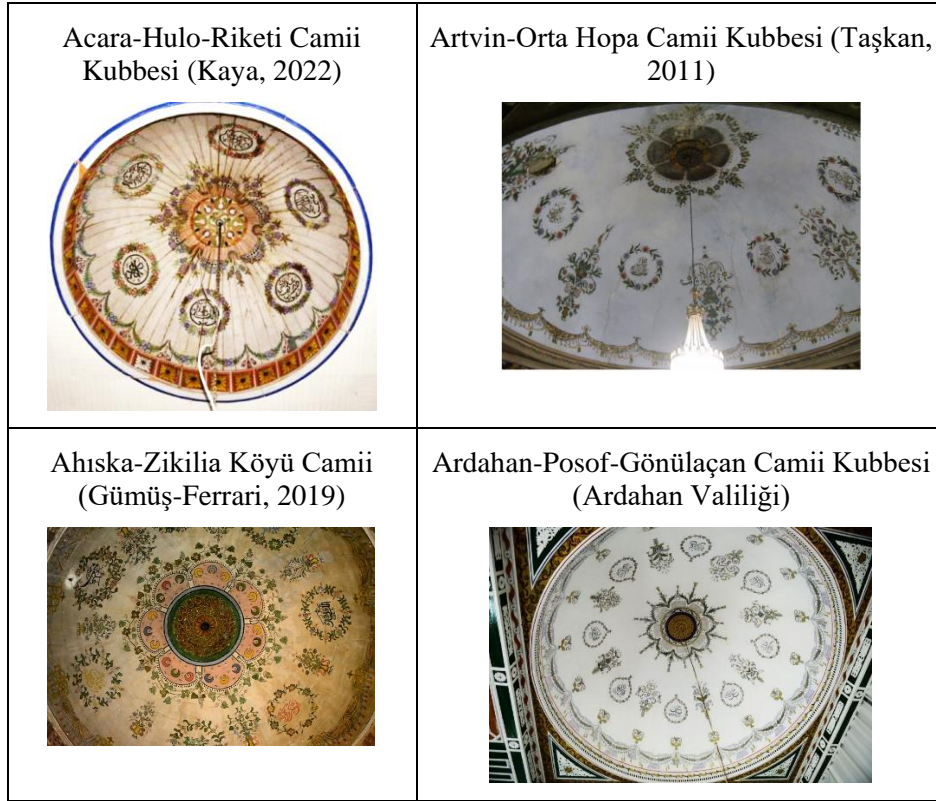 Acara-Hulo-Riketi Camii
Kubbesi (Kaya, 2022)
Artvin-Orta Hopa Camii Kubbesi (Taşkan,
2011)
Ahıska-Zikilia Köyü Camii
(Gümüş-Ferrari, 2019)
Ardahan-Posof-Gönülaçan Camii Kubbesi
(Ardahan Valiliği)